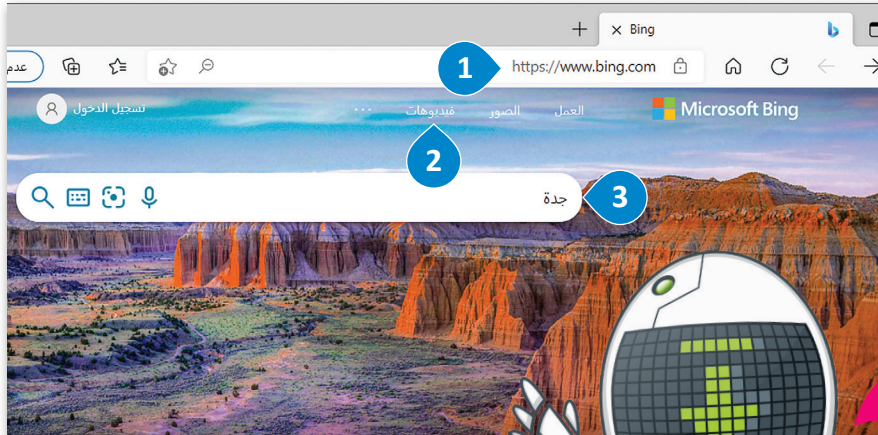 Bing
عدم
https://www.bing.com
1
Microsoft Bing
العمل
الصور
فيديوهات
تسجيل الدخول
2
جدة
3